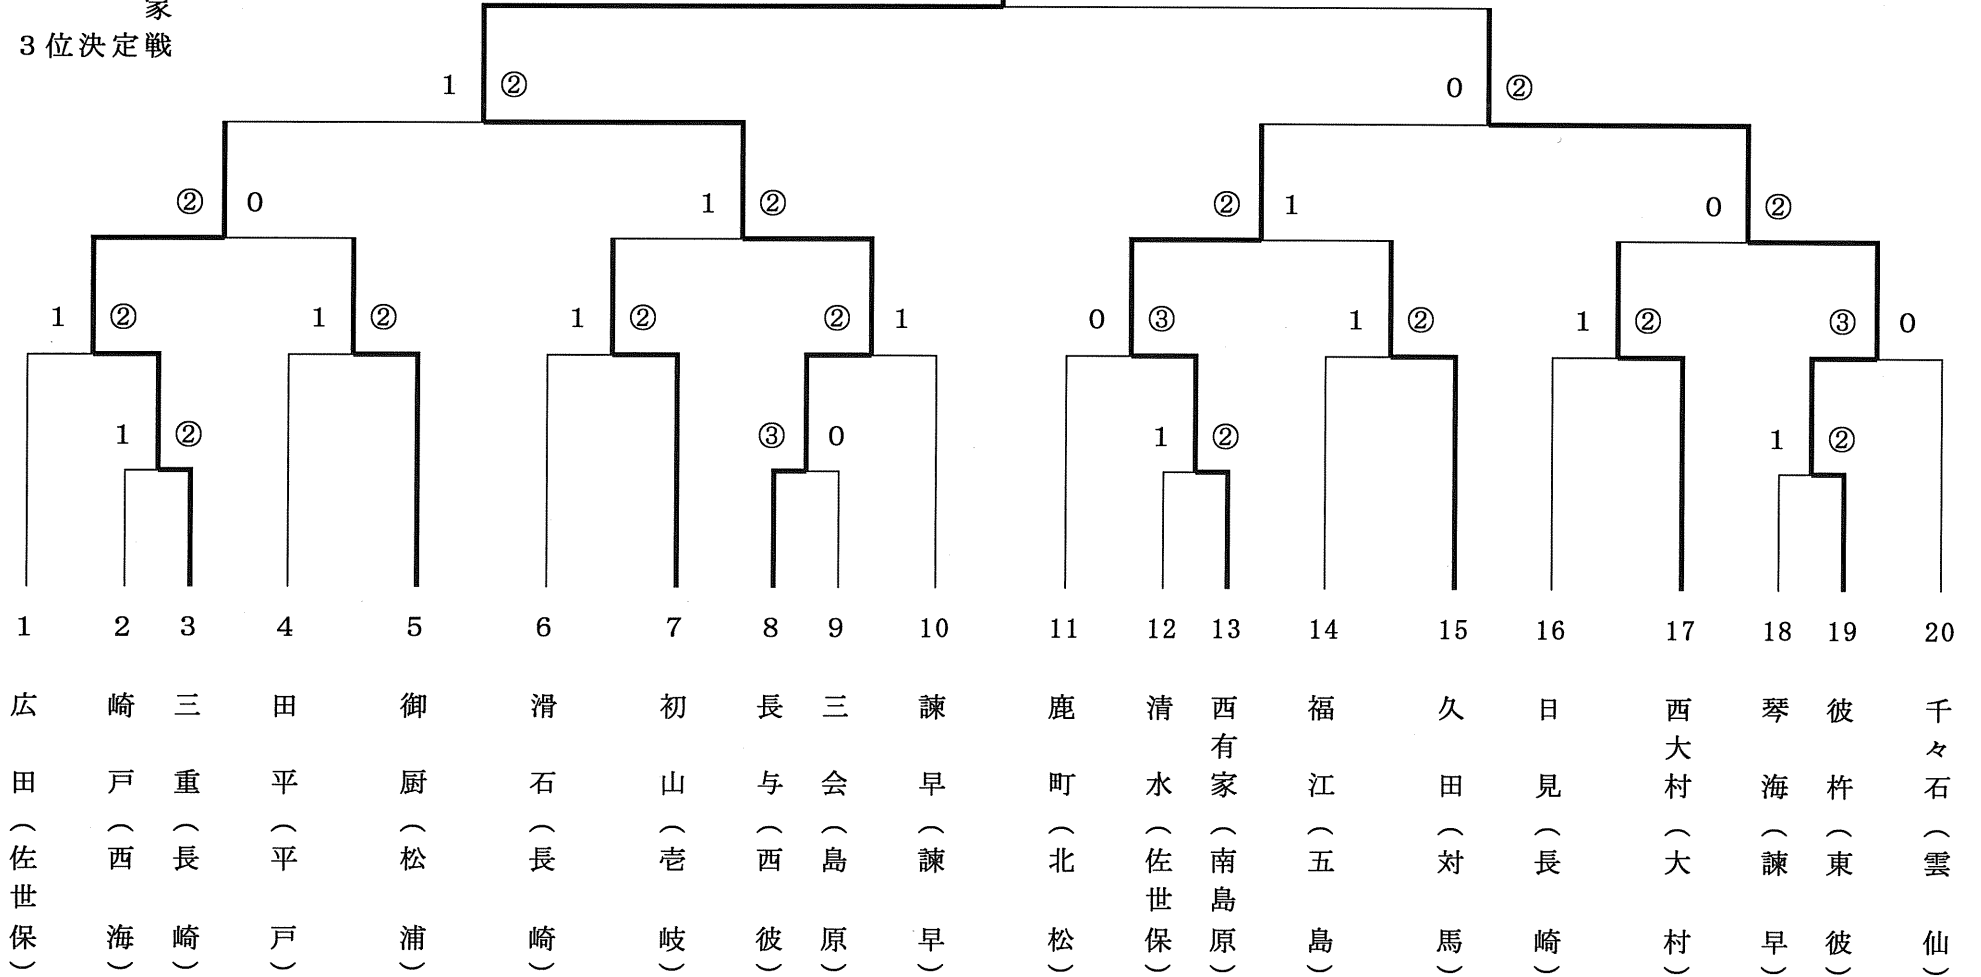 家
3位決定戦
1 ② 0 ②
② 0 1 ② ② 1 0 ②
1 ② 1 ② 1 ② ② 1 0 ③ 1 ② 1 ② ③ 0
1 ② ③ 0 1 ② 1 ②
1 2 3 4 5 6 7 8 9 10 11 12 13 14 15 16 17 18 19 20
広田(佐世保)
崎戸(西海)
三重(長崎)
田平(平戸)
御厨(松浦)
滑石(長崎)
初山(壱岐)
長与(西彼)
三会(島原)
諫早(諫早)
鹿町(北松)
清水(佐世保)
西有家(南島原)
福江(五島)
久田(対馬)
日見(長崎)
西大村(大村)
琴海(諫早)
彼杵(東彼)
千々石(雲仙)